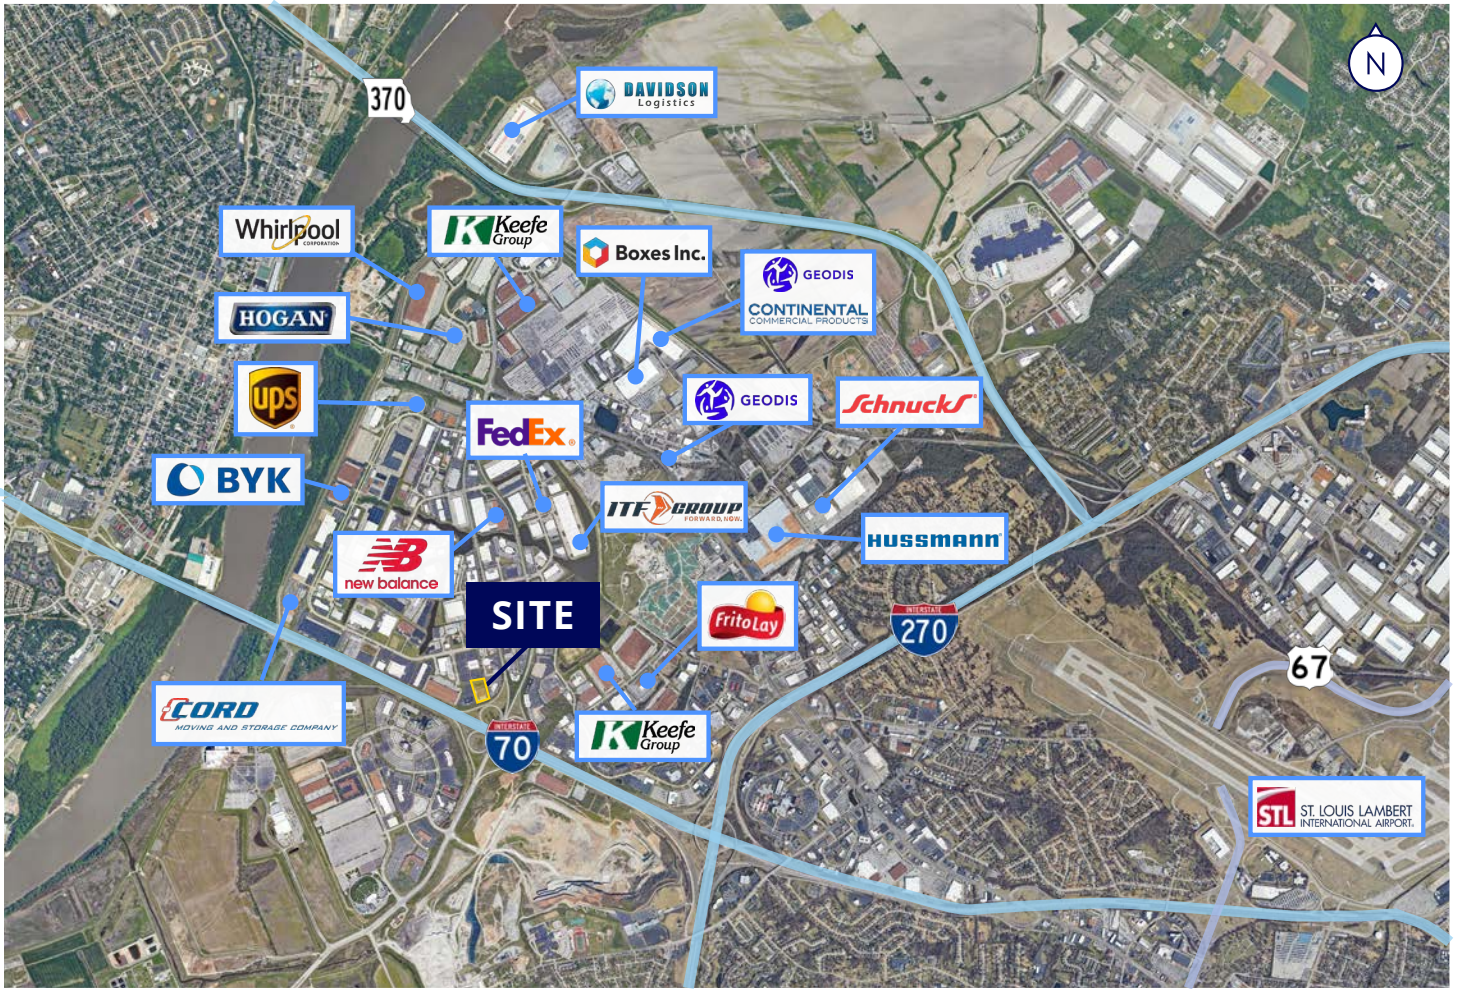 N
370
DAVIDSON
Logistics
Whirlpool
CORPORATION
K Keefe
Group
Boxes Inc.
GEODIS
CONTINENTAL
COMMERCIAL PRODUCTS
HOGAN
ups
GEODIS
Schnucks
FedEx®
BYK
ITF GROUP
FORWARD, NOW.
HUSSMANN®
NB
new balance
SITE
FritoLay
INTERSTATE
270
67
CORD
MOVING AND STORAGE COMPANY
INTERSTATE
70
K Keefe
Group
STL ST. LOUIS LAMBERT
INTERNATIONAL AIRPORT.